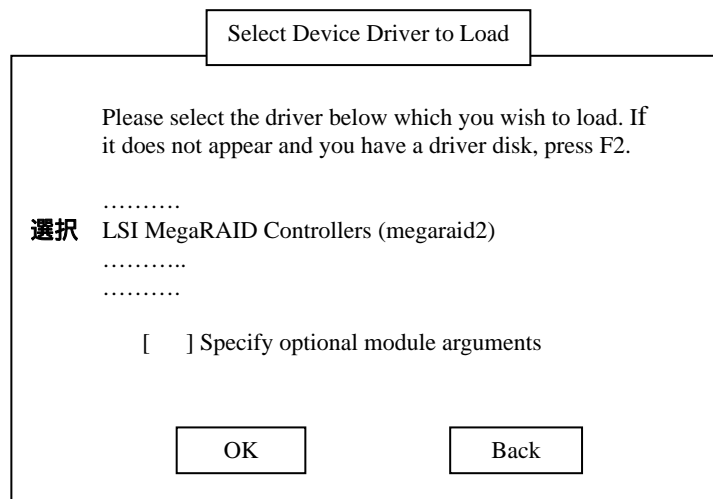 Select Device Driver to Load
Please select the driver below which you wish to load. If
it does not appear and you have a driver disk, press F2.
……….
選択 LSI MegaRAID Controllers (megaraid2)
………..
……….
[ ] Specify optional module arguments
OK Back